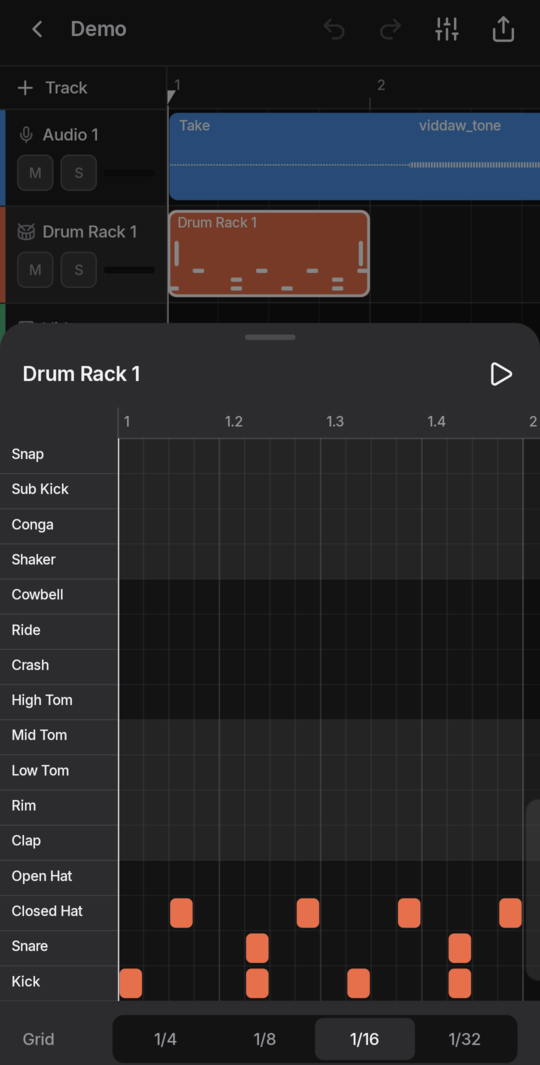 Demo
Track
1
2
Audio 1
Take
viddaw_tone
M
S
Drum Rack 1
Drum Rack 1
M
S
Drum Rack 1
1
1.2
1.3
1.4
2
Snap
Sub Kick
Conga
Shaker
Cowbell
Ride
Crash
High Tom
Mid Tom
Low Tom
Rim
Clap
Open Hat
Closed Hat
Snare
Kick
Grid
1/4
1/8
1/16
1/32